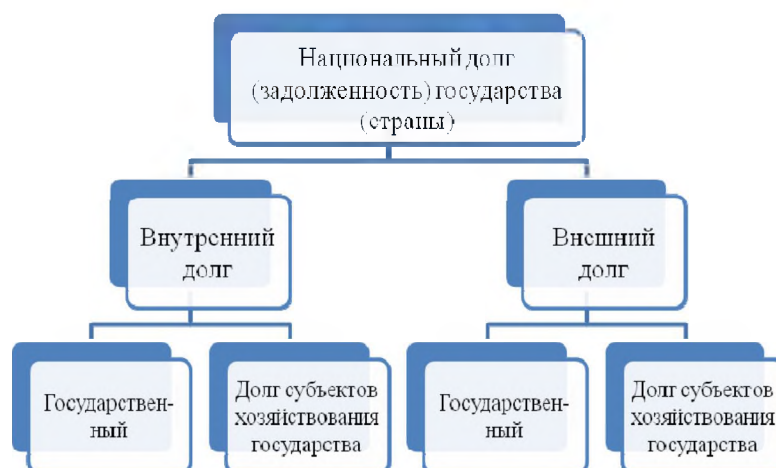 Национальный долг
(задолженность) государства
(страны)
Внутренний
долг
Внешний
долг
Государствен-
ный
Долг субъектов
хозяйствования
государства
Государствен-
ный
Долг субъектов
хозяйствования
государства